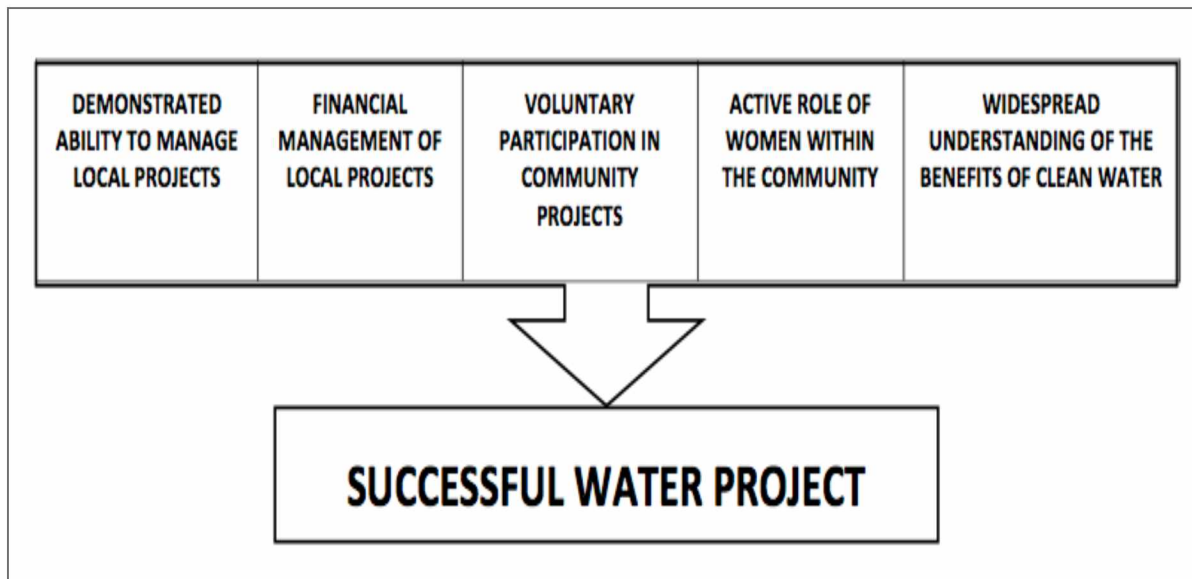 DEMONSTRATED
ABILITY TO MANAGE
LOCAL PROJECTS
FINANCIAL
MANAGEMENT OF
LOCAL PROJECTS
VOLUNTARY
PARTICIPATION IN
COMMUNITY
PROJECTS
ACTIVE ROLE OF
WOMEN WITHIN
THE COMMUNITY
WIDESPREAD
UNDERSTANDING OF THE
BENEFITS OF CLEAN WATER
SUCCESSFUL WATER PROJECT